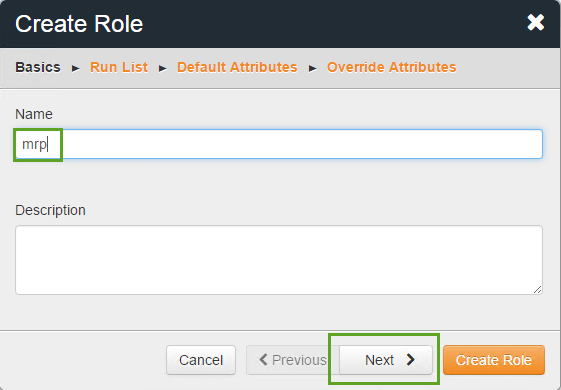 Create Role
Basics ► Run List ► Default Attributes ► Override Attributes
Name
mrp
Description
Cancel Previous Next Create Role